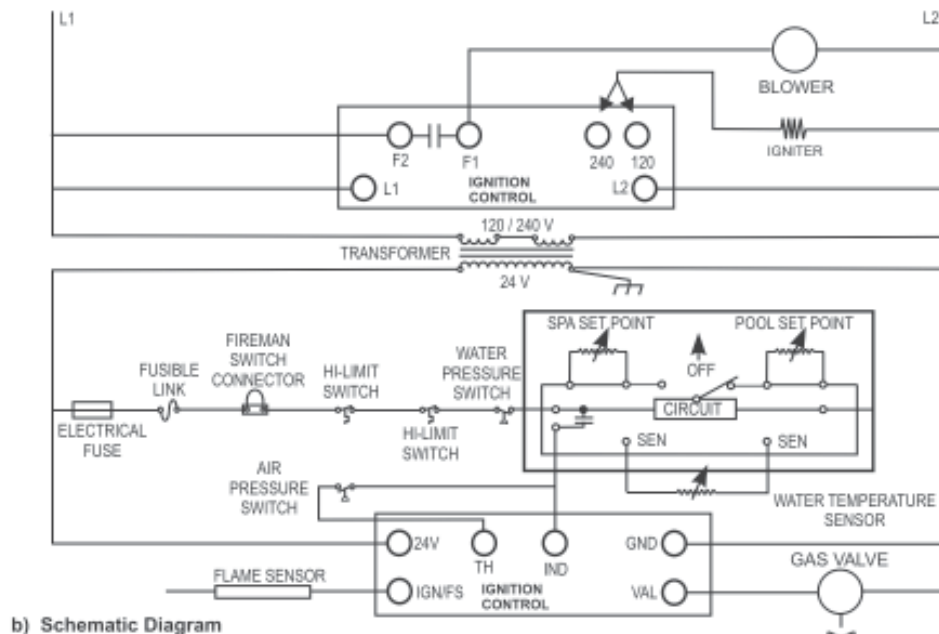 L1
L2
BLOWER
IGNITER
F2
F1
240
120
L1
IGNITION
CONTROL
L2
120 / 240 V
TRANSFORMER
24 V
SPA SET POINT
POOL SET POINT
OFF
FIREMAN
SWITCH
CONNECTOR
FUSIBLE
LINK
HI-LIMIT
SWITCH
WATER
PRESSURE
SWITCH
CIRCUIT
ELECTRICAL
FUSE
HI-LIMIT
SWITCH
SEN
SEN
AIR
PRESSURE
SWITCH
WATER TEMPERATURE
SENSOR
24V
TH
IND
GND
GAS VALVE
FLAME SENSOR
IGN/FS
IGNITION
CONTROL
VAL
b) Schematic Diagram